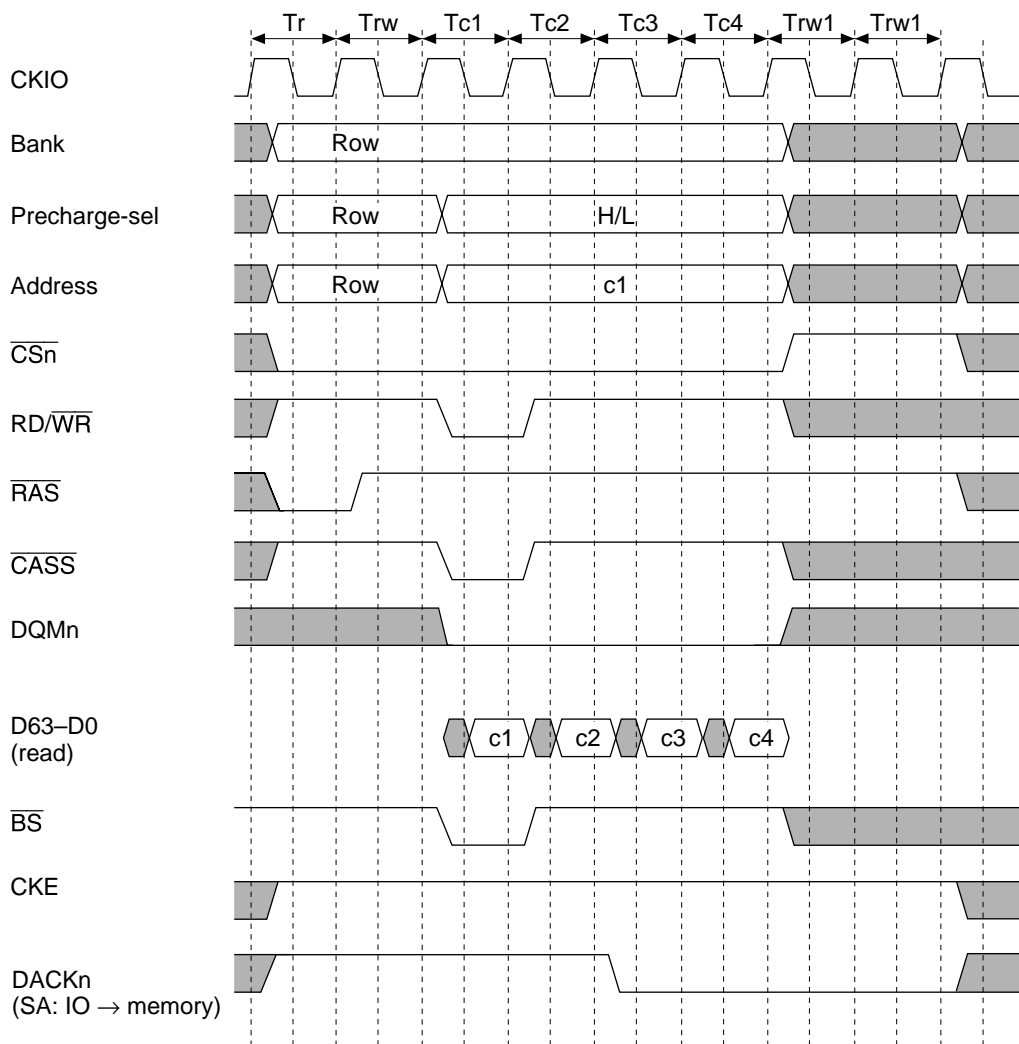 Tr Trw Tc1 Tc2 Tc3 Tc4 Trw1 Trw1
CKIO
Bank Row
Precharge-sel Row H/L
Address Row c1
CSn
RD/WR
RAS
CASS
DQMn
D63–D0
(read) c1 c2 c3 c4
BS
CKE
DACKn
(SA: IO → memory)